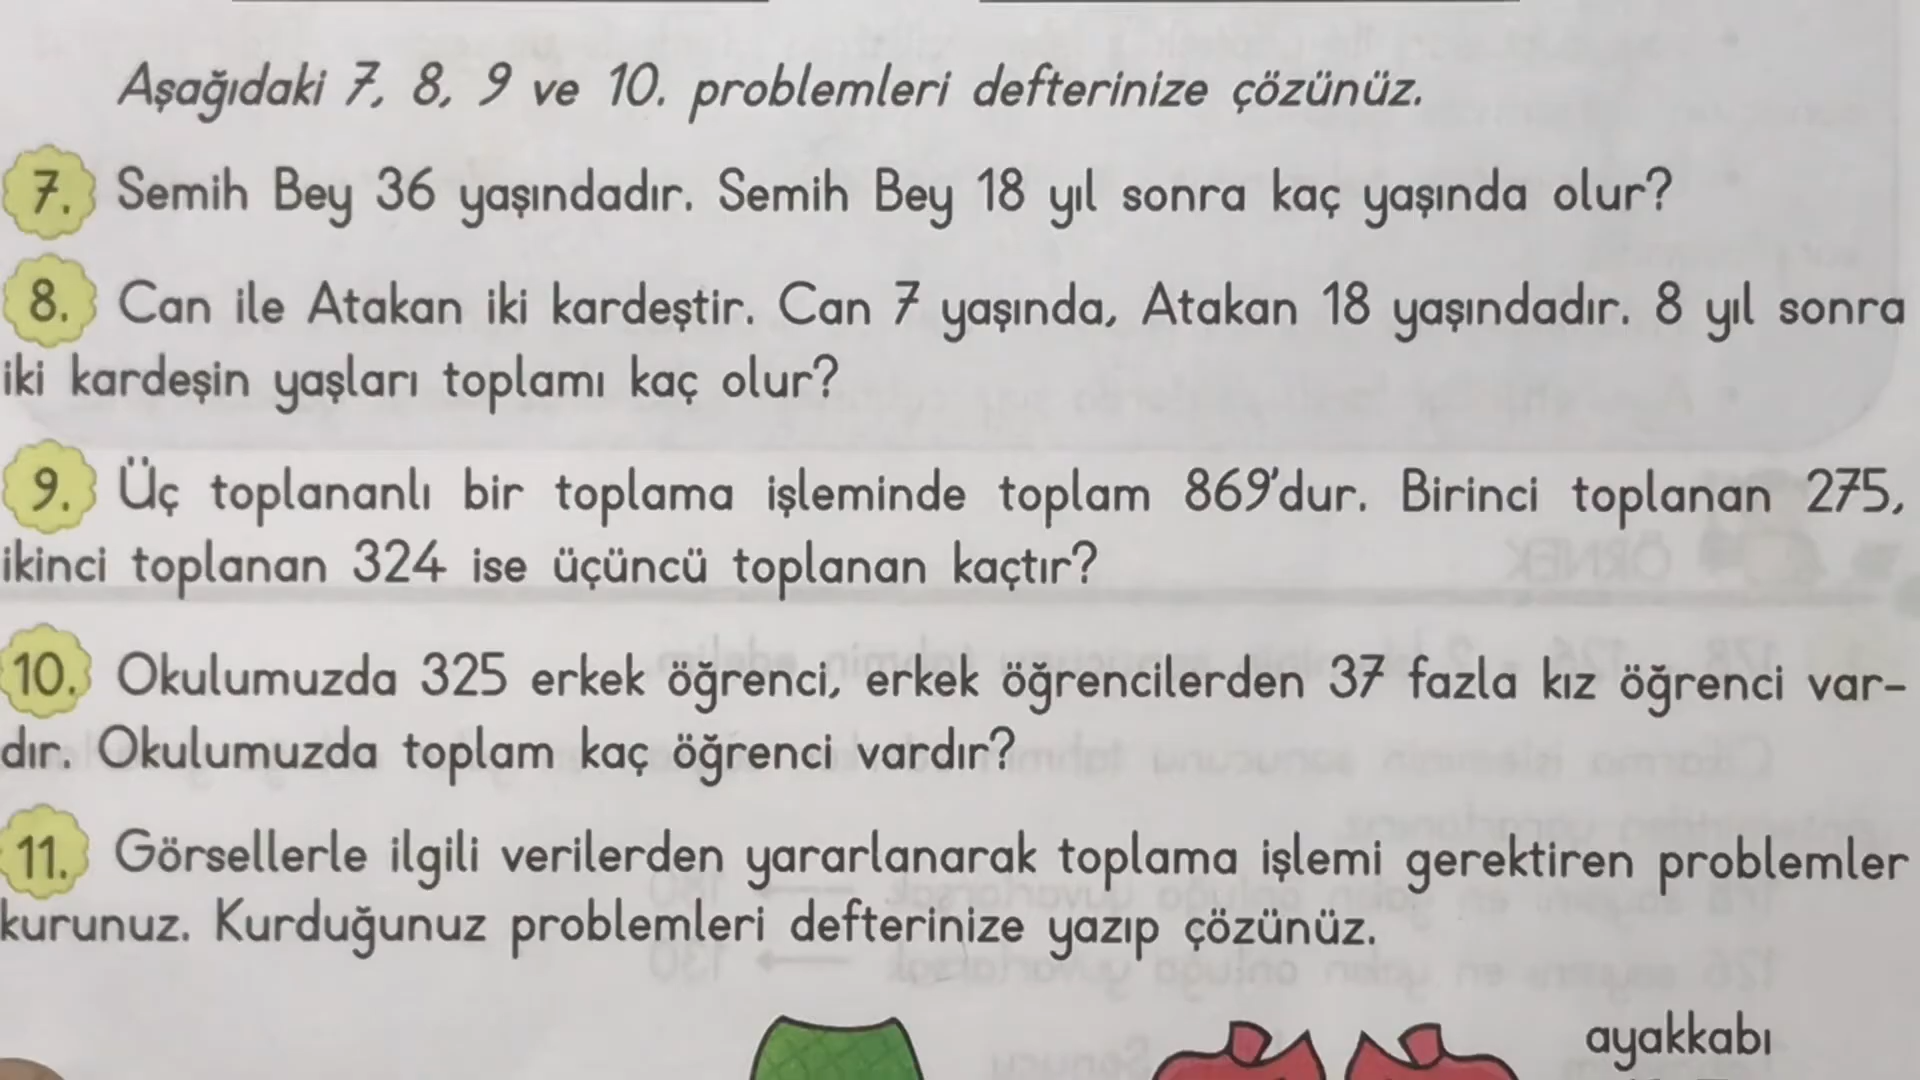 Aşağıdaki 7, 8, 9 ve 10. problemleri defterinize çözünüz.
7. Semih Bey 36 yaşındadır. Semih Bey 18 yıl sonra kaç yaşında olur?
8. Can ile Atakan iki kardeştir. Can 7 yaşında, Atakan 18 yaşındadır. 8 yıl sonra
iki kardeşin yaşları toplamı kaç olur?
9. Üç toplananlı bir toplama işleminde toplam 869'dur. Birinci toplanan 275,
ikinci toplanan 324 ise üçüncü toplanan kaçtır?
10. Okulumuzda 325 erkek öğrenci, erkek öğrencilerden 37 fazla kız öğrenci var-
dır. Okulumuzda toplam kaç öğrenci vardır?
11. Görsellerle ilgili verilerden yararlanarak toplama işlemi gerektiren problemler
kurunuz. Kurduğunuz problemleri defterinize yazıp çözünüz.
ayakkabı